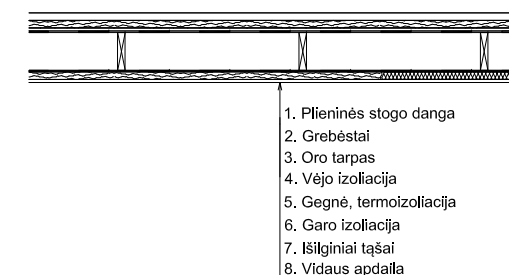 1. Plieninės stogo danga
2. Grebėstai
3. Oro tarpas
4. Vėjo izoliacija
5. Gegnė, termoizoliacija
6. Garo izoliacija
7. Išilginiai tąšai
8. Vidaus apdaila